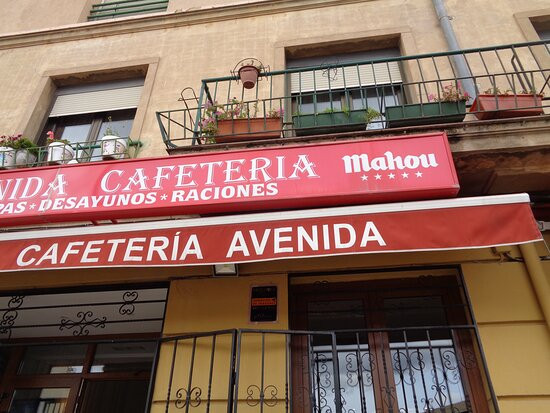 NIDA CAFETERIA
PAS * DESAYUNOS * RACIONES
mahou
★★★★★
CAFETERÍA AVENIDA